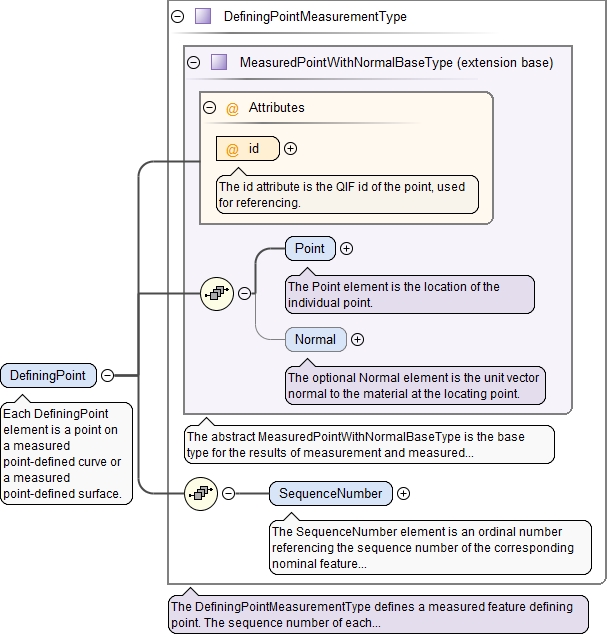 DefiningPointMeasurementType
MeasuredPointWithNormalBaseType (extension base)
@ Attributes
@ id
The id attribute is the QIF id of the point, used
for referencing.
Point
The Point element is the location of the
individual point.
Normal
The optional Normal element is the unit vector
normal to the material at the locating point.
The abstract MeasuredPointWithNormalBaseType is the base
type for the results of measurement and measured...
DefiningPoint
Each DefiningPoint
element is a point on
a measured
point-defined curve or
a measured
point-defined surface.
SequenceNumber
The SequenceNumber element is an ordinal number
referencing the sequence number of the corresponding
nominal feature...
The DefiningPointMeasurementType defines a measured feature defining
point. The sequence number of each...